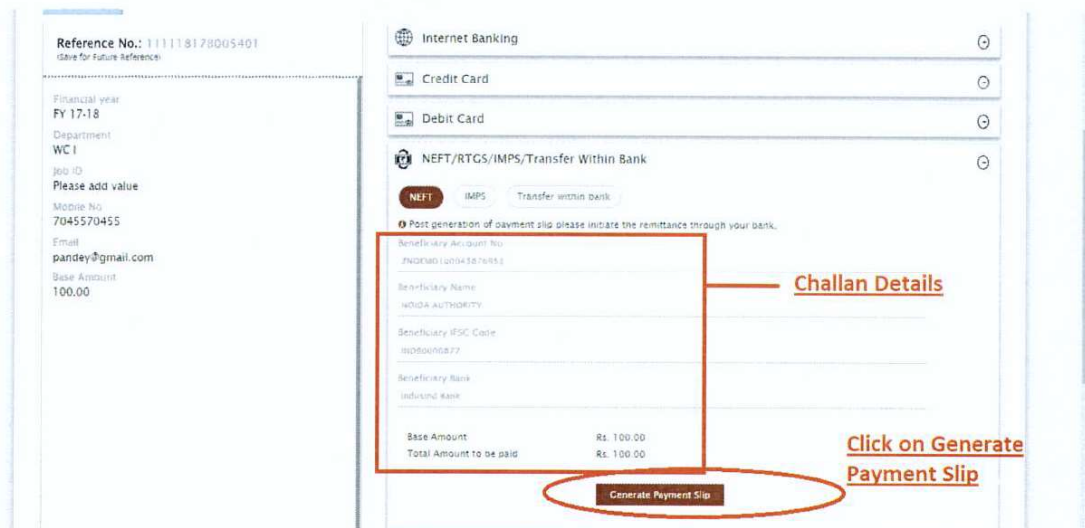 Reference No.: 111118178005401
(Save for Future Reference)
Financial year
FY 17-18
Department
WC I
Job ID
Please add value
Mobile No
7045570455
Email
pandey@gmail.com
Base Amount
100.00
Internet Banking
Credit Card
Debit Card
NEFT/RTGS/IMPS/Transfer Within Bank
NEFT IMPS Transfer within bank
Post generation of payment slip please initiate the remittance through your bank.
Beneficiary Account No
Beneficiary Name
NOIDA AUTHORITY
Beneficiary IFSC Code
Beneficiary Bank
Indusind Bank
Base Amount Rs. 100.00
Total Amount to be paid Rs. 100.00
Generate Payment Slip
Challan Details
Click on Generate
Payment Slip